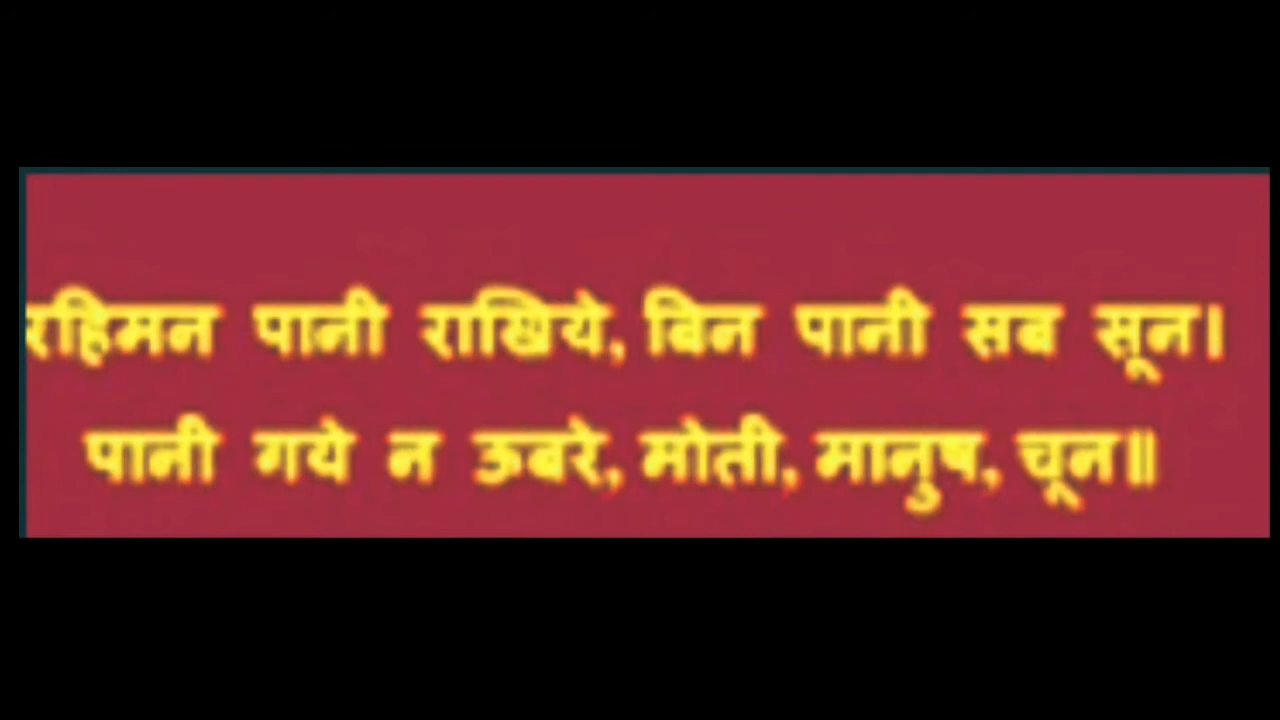 रहिमन पानी राखिये, बिन पानी सब सून।
पानी गये न ऊबरे, मोती, मानुष, चून॥